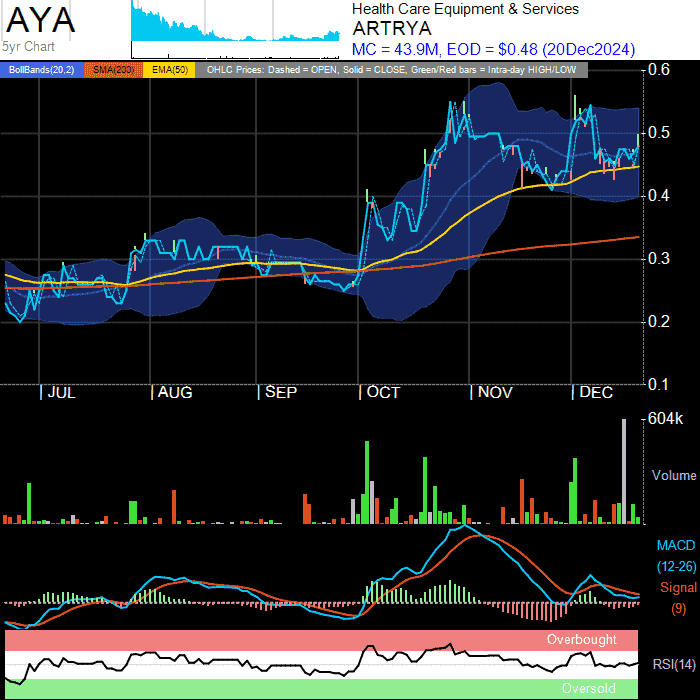 AYA
5yr Chart
Health Care Equipment & Services
ARTRYA
MC = 43.9M, EOD = $0.48 (20Dec2024)
BollBands(20,2) SMA(200) EMA(50) OHLC Prices: Dashed = OPEN, Solid = CLOSE, Green/Red bars = Intra-day HIGH/LOW
0.6
0.5
0.4
0.3
0.2
0.1
JUL AUG SEP OCT NOV DEC
604k
Volume
MACD
(12-26)
Signal
(9)
Overbought
RSI(14)
Oversold